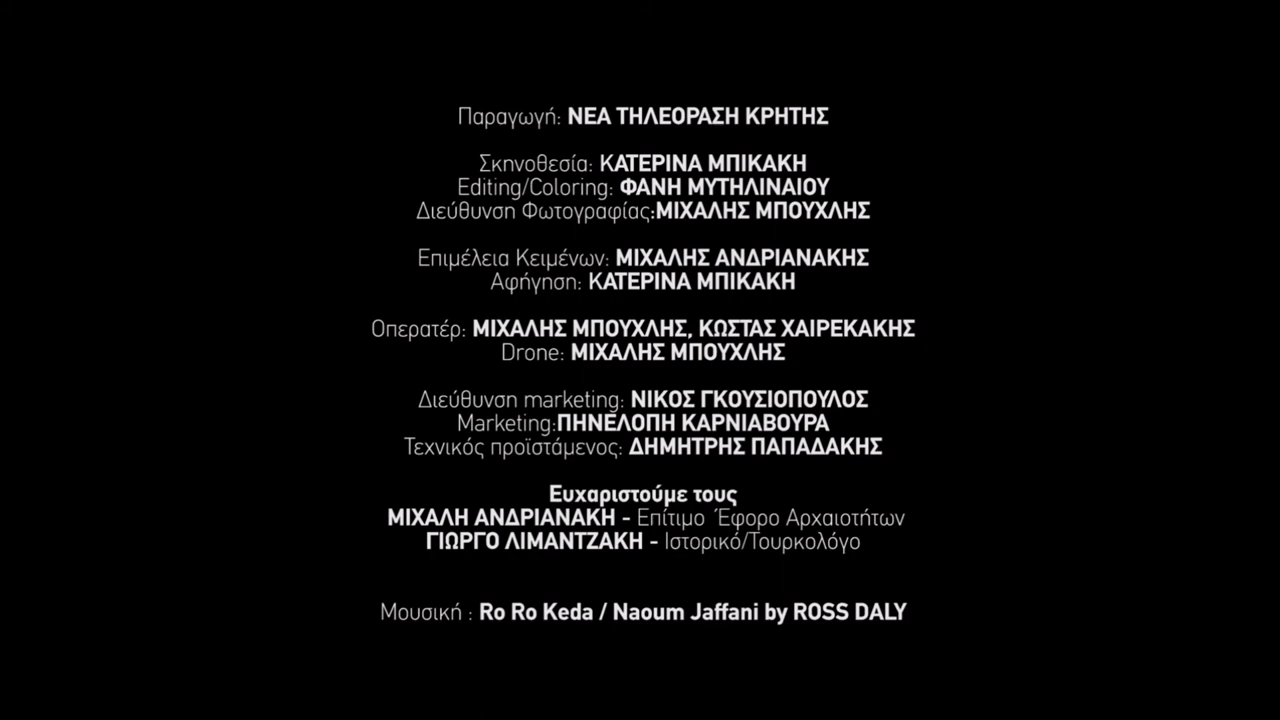 Παραγωγή: ΝΕΑ ΤΗΛΕΟΡΑΣΗ ΚΡΗΤΗΣ
Σκηνοθεσία: ΚΑΤΕΡΙΝΑ ΜΠΙΚΑΚΗ
Editing/Coloring: ΦΑΝΗ ΜΥΤΗΛΙΝΑΙΟΥ
Διεύθυνση Φωτογραφίας:ΜΙΧΑΛΗΣ ΜΠΟΥΧΛΗΣ
Επιμέλεια Κειμένων: ΜΙΧΑΛΗΣ ΑΝΔΡΙΑΝΑΚΗΣ
Αφήγηση: ΚΑΤΕΡΙΝΑ ΜΠΙΚΑΚΗ
Οπερατέρ: ΜΙΧΑΛΗΣ ΜΠΟΥΧΛΗΣ, ΚΩΣΤΑΣ ΧΑΙΡΕΚΑΚΗΣ
Drone: ΜΙΧΑΛΗΣ ΜΠΟΥΧΛΗΣ
Διεύθυνση marketing: ΝΙΚΟΣ ΓΚΟΥΣΙΟΠΟΥΛΟΣ
Marketing:ΠΗΝΕΛΟΠΗ ΚΑΡΝΙΑΒΟΥΡΑ
Τεχνικός προϊστάμενος: ΔΗΜΗΤΡΗΣ ΠΑΠΑΔΑΚΗΣ
Ευχαριστούμε τους
ΜΙΧΑΛΗ ΑΝΔΡΙΑΝΑΚΗ - Επίτιμο Έφορο Αρχαιοτήτων
ΓΙΩΡΓΟ ΛΙΜΑΝΤΖΑΚΗ - Ιστορικό/Τουρκολόγο
Μουσική : Ro Ro Keda / Naoum Jaffani by ROSS DALY